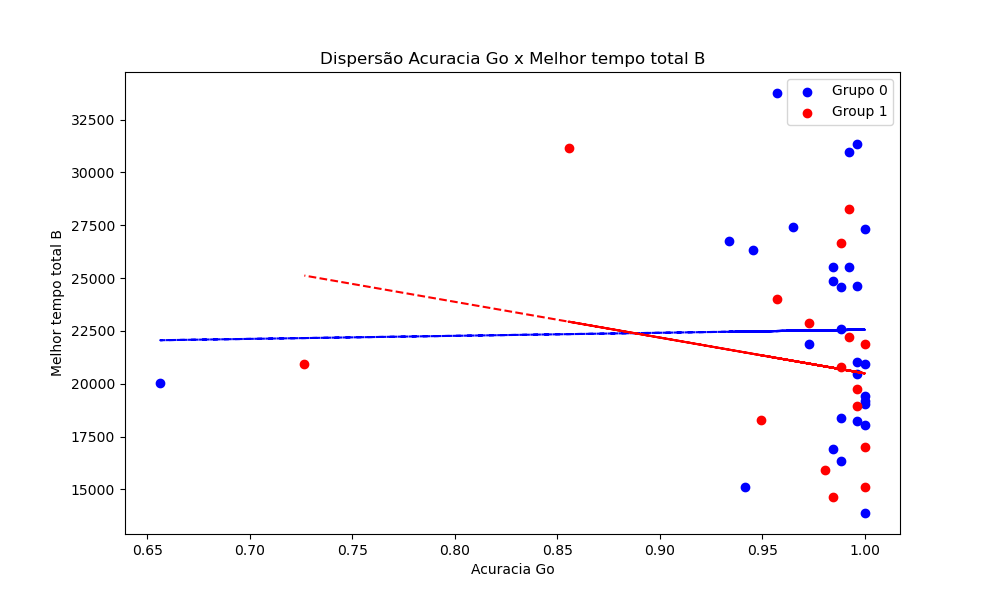 Dispersão Acuracia Go x Melhor tempo total B
Grupo 0
Group 1
Melhor tempo total B
32500
30000
27500
25000
22500
20000
17500
15000
0.65 0.70 0.75 0.80 0.85 0.90 0.95 1.00
Acuracia Go